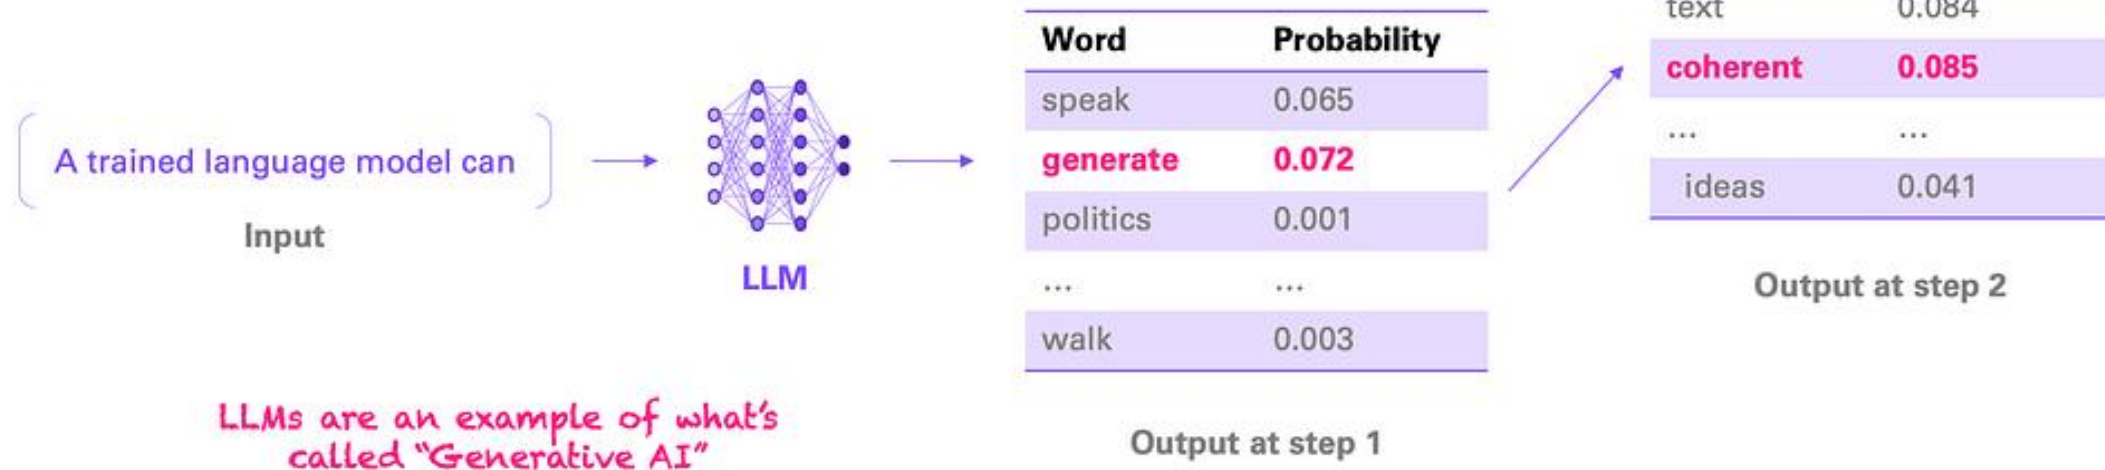 A trained language model can
Input
LLM
LLMs are an example of what's
called "Generative AI"
Word Probability
speak 0.065
generate 0.072
politics 0.001
... ...
walk 0.003
Output at step 1
text 0.084
coherent 0.085
... ...
ideas 0.041
Output at step 2